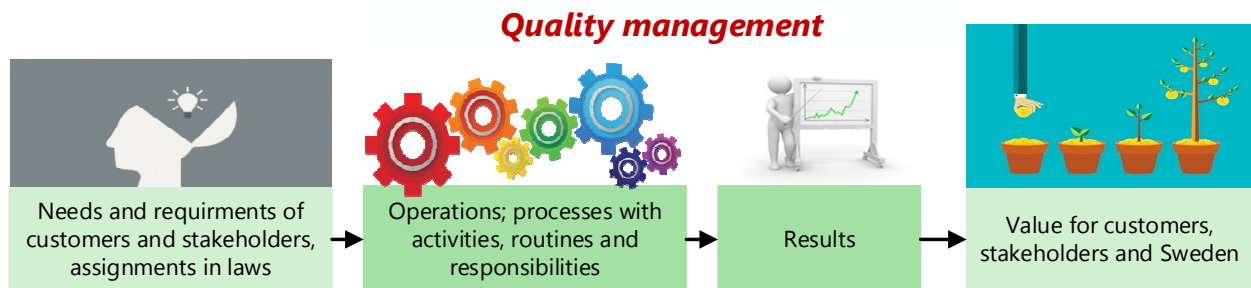 Quality management
Needs and requirments of
customers and stakeholders,
assignments in laws
Operations; processes with
activities, routines and
responsibilities
Results
Value for customers,
stakeholders and Sweden